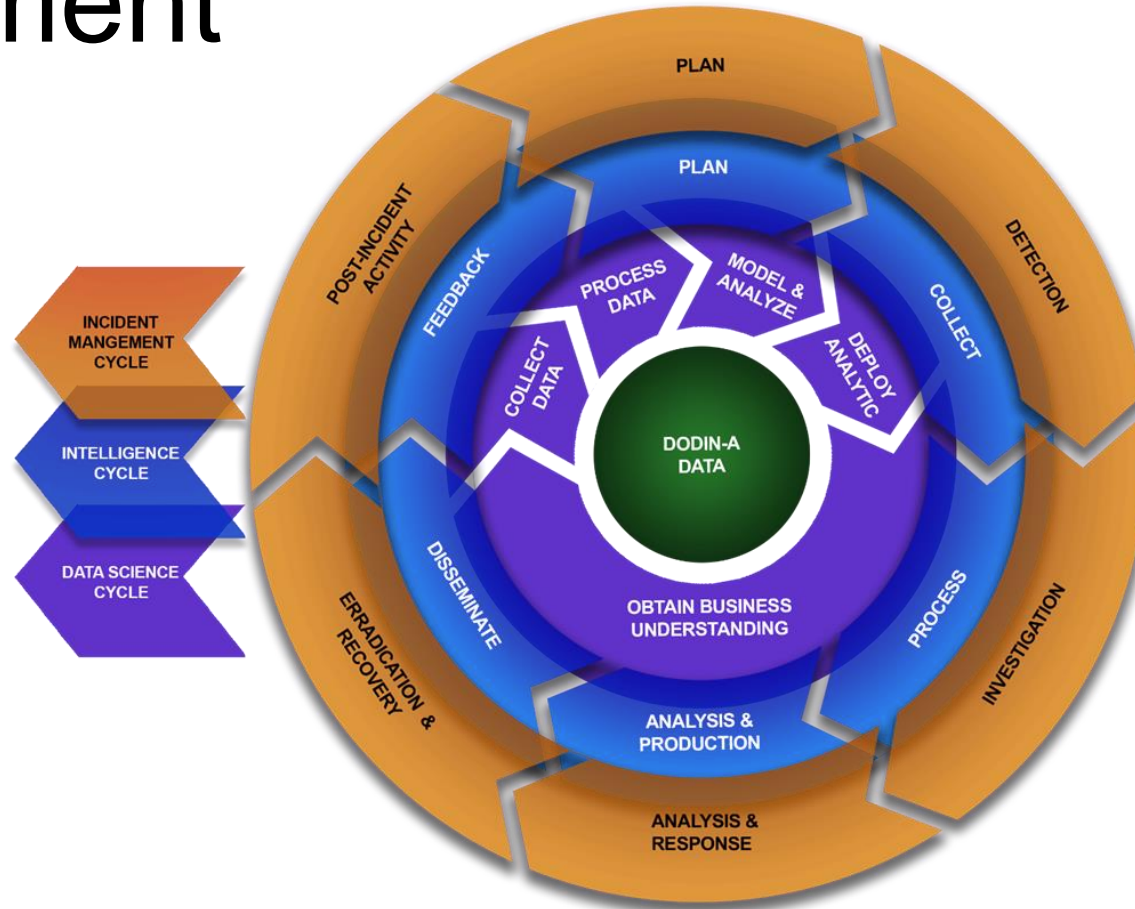 PLAN
DETECTION
INVESTIGATION
ANALYSIS &
RESPONSE
ERRADICATION &
RECOVERY
POST-INCIDENT
ACTIVITY
PLAN
COLLECT
PROCESS
ANALYSIS &
PRODUCTION
DISSEMINATE
FEEDBACK
COLLECT
DATA
PROCESS
DATA
MODEL &
ANALYZE
DEPLOY
ANALYTIC
OBTAIN BUSINESS
UNDERSTANDING
DODIN-A
DATA
INCIDENT
MANGEMENT
CYCLE
INTELLIGENCE
CYCLE
DATA SCIENCE
CYCLE